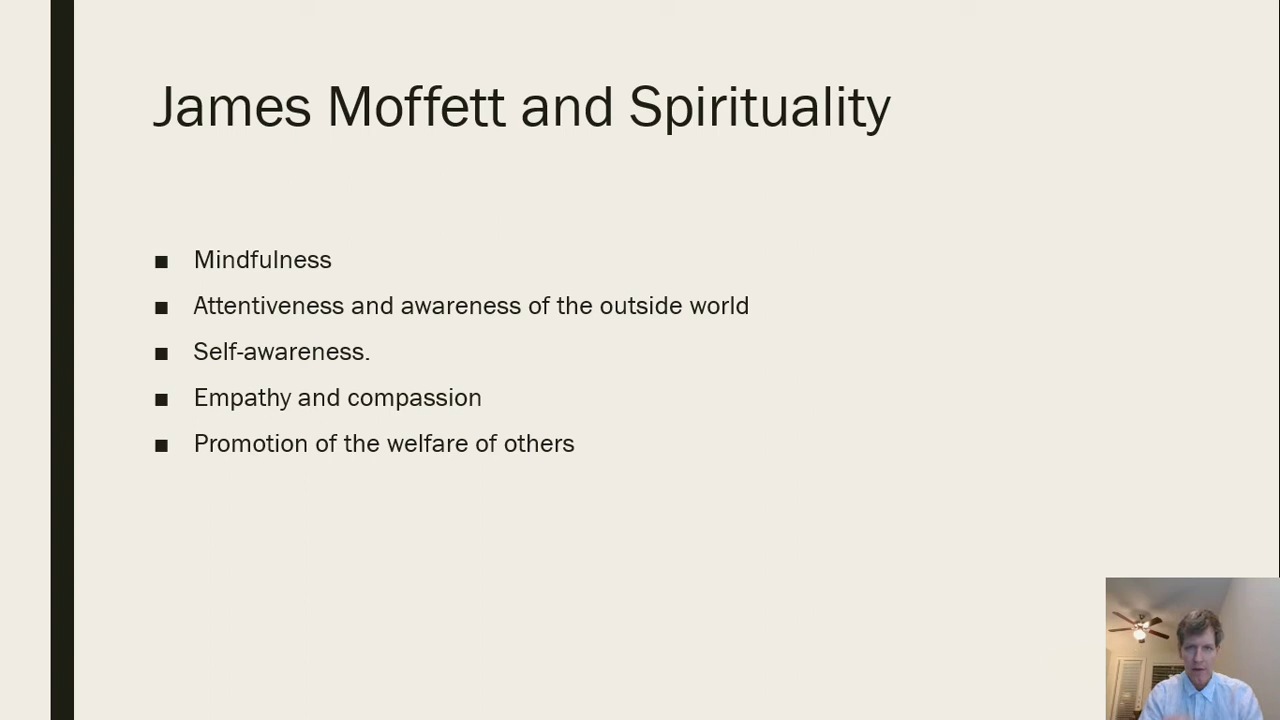 James Moffett and Spirituality
■ Mindfulness
■ Attentiveness and awareness of the outside world
■ Self-awareness.
■ Empathy and compassion
■ Promotion of the welfare of others